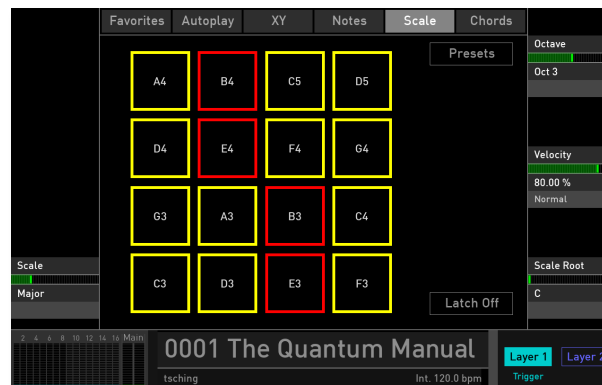 Favorites Autoplay XY Notes Scale Chords
Presets
Octave
Oct 3
A4 B4 C5 D5
D4 E4 F4 G4
Velocity
80.00 %
Normal
G3 A3 B3 C4
Scale
Major
Scale Root
C
C3 D3 E3 F3
Latch Off
2 4 6 8 10 12 14 16 Main
0001 The Quantum Manual
tsching Int. 120.0 bpm
Layer 1 Layer 2
Trigger